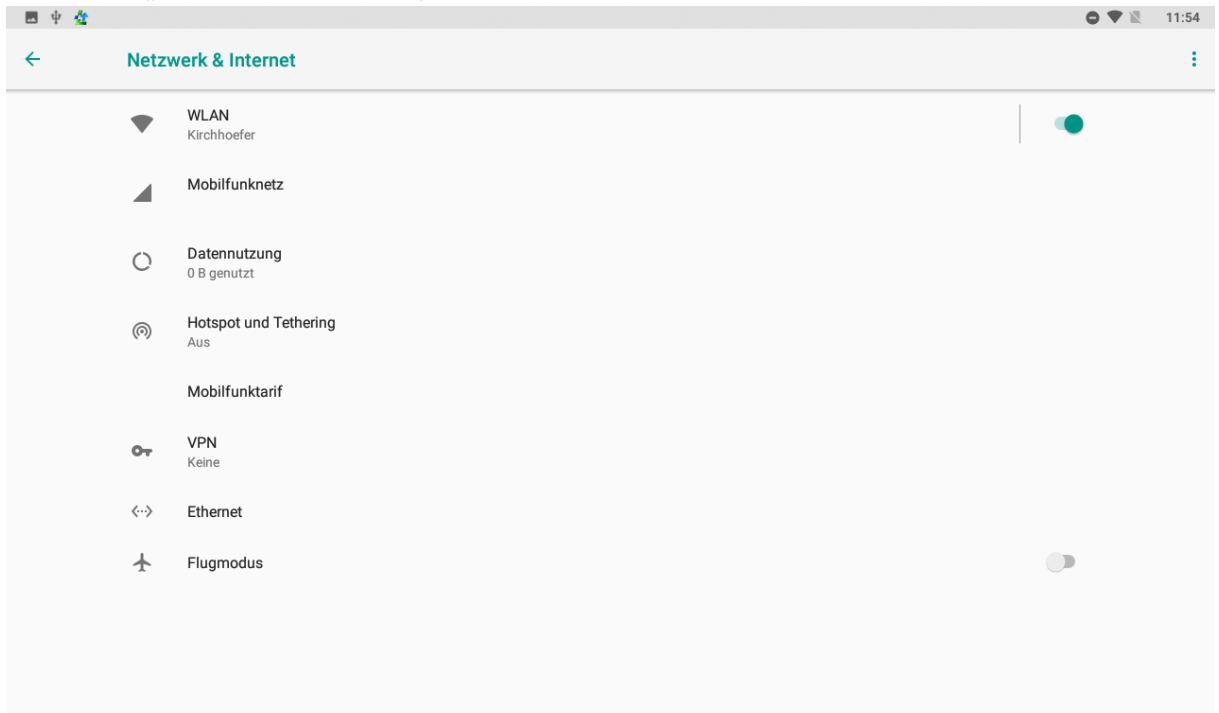 11:54
Netzwerk & Internet
WLAN
Kirchhoefer
Mobilfunknetz
Datennutzung
0 B genutzt
Hotspot und Tethering
Aus
Mobilfunktarif
VPN
Keine
Ethernet
Flugmodus